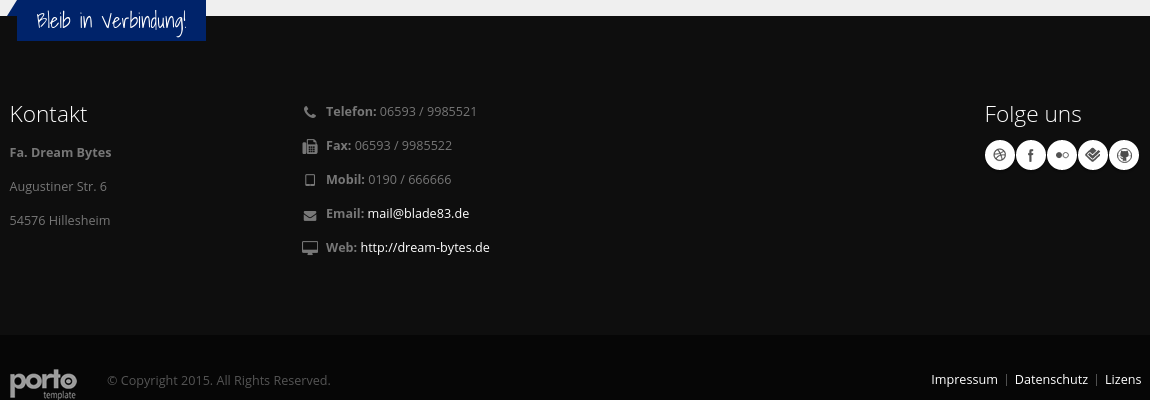 Bleib in Verbindung!
Kontakt
Fa. Dream Bytes
Augustiner Str. 6
54576 Hillesheim
Telefon: 06593 / 9985521
Fax: 06593 / 9985522
Mobil: 0190 / 666666
Email: mail@blade83.de
Web: http://dream-bytes.de
Folge uns
porto
template
© Copyright 2015. All Rights Reserved.
Impressum | Datenschutz | Lizens